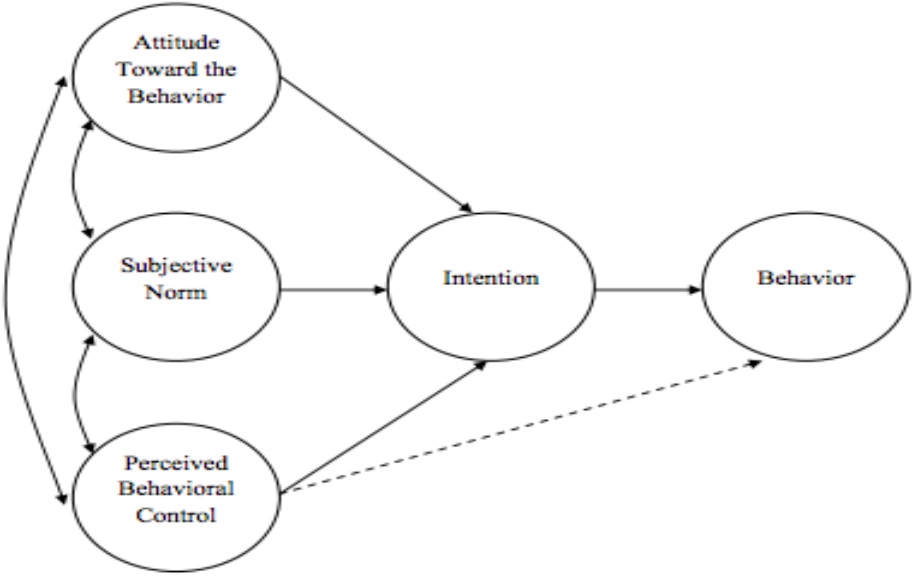 Attitude
Toward the
Behavior
Subjective
Norm
Intention
Behavior
Perceived
Behavioral
Control